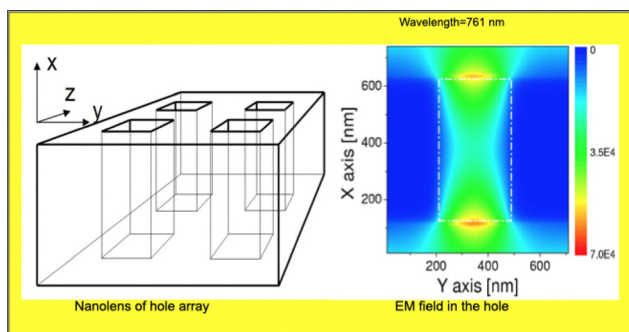 Wavelength=761 nm
X
Z
y
X axis [nm]
600
400
200
200
400
600
Y axis [nm]
0
3.5E4
7.0E4
Nanolens of hole array
EM field in the hole